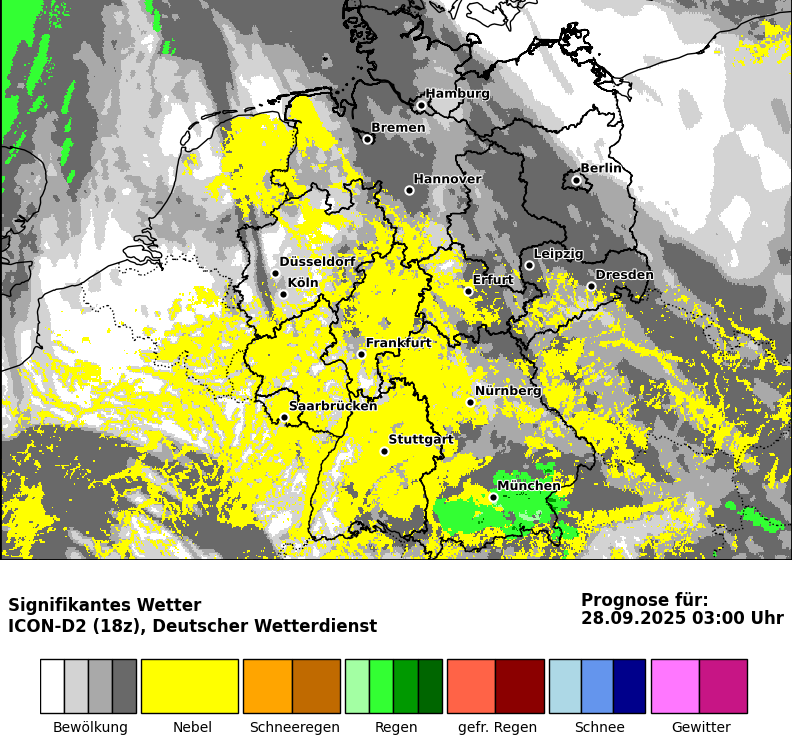 Hamburg
Bremen
Berlin
Hannover
Leipzig
Düsseldorf
Dresden
Köln
Erfurt
Frankfurt
Nürnberg
Saarbrücken
Stuttgart
München
Signifikantes Wetter
ICON-D2 (18z), Deutscher Wetterdienst
Prognose für:
28.09.2025 03:00 Uhr
Bewölkung Nebel Schneeregen Regen gefr. Regen Schnee Gewitter